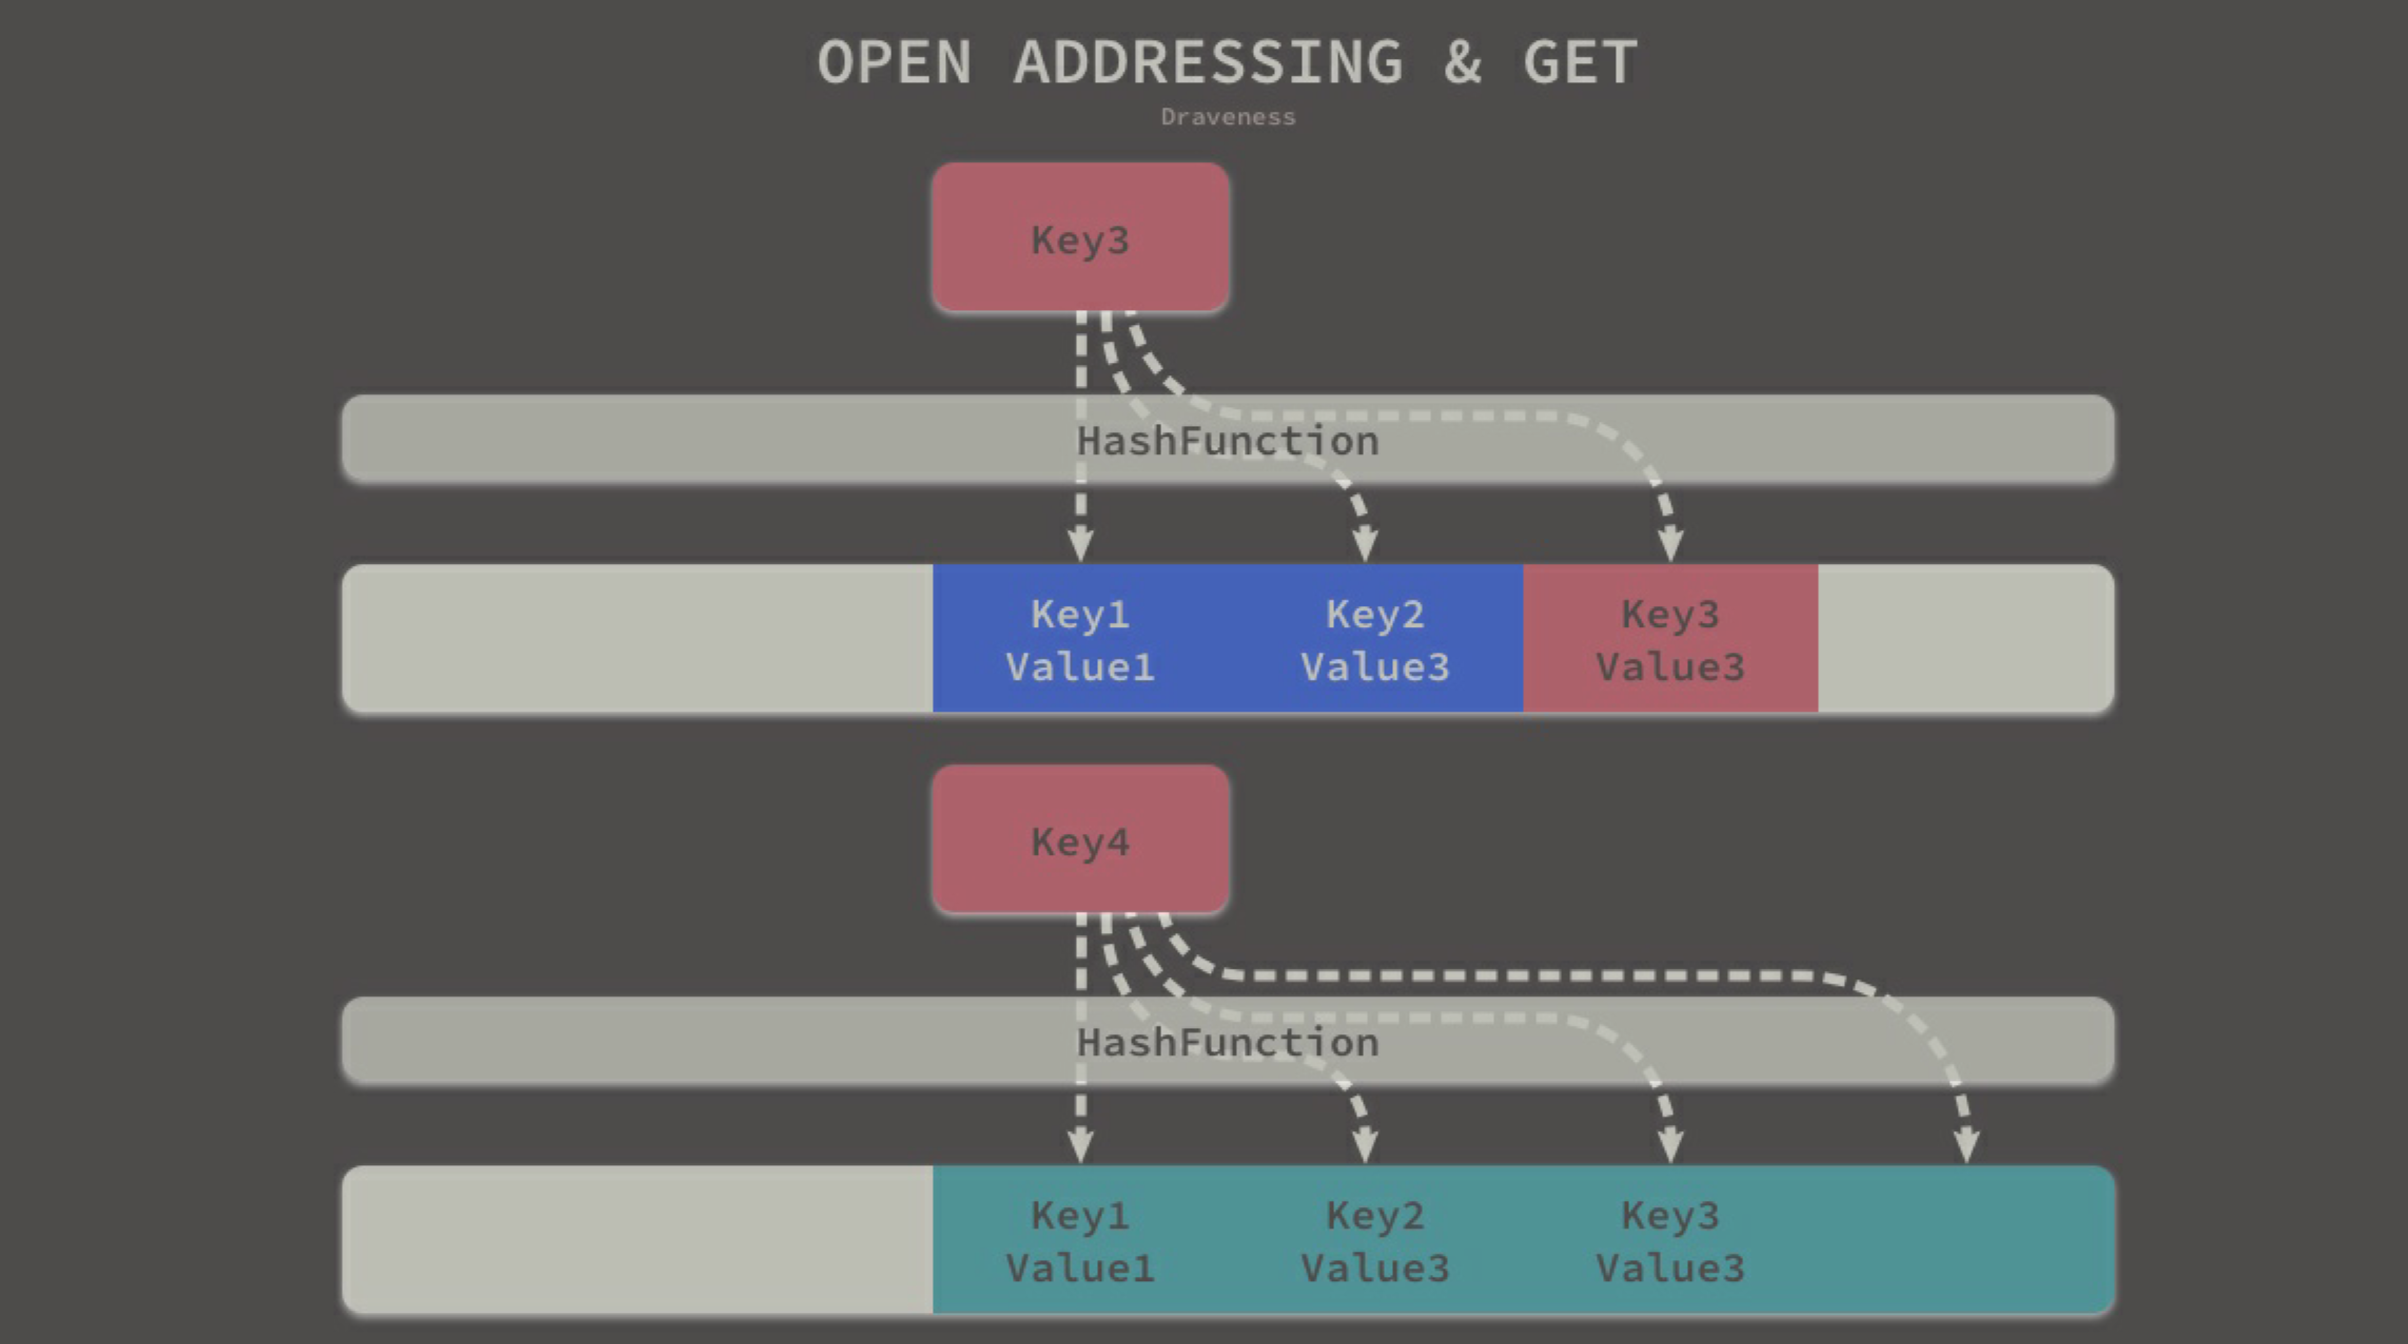 OPEN ADDRESSING & GET
Draveness
Key3
HashFunction
Key1 Key2 Key3
Value1 Value3 Value3
Key4
HashFunction
Key1 Key2 Key3
Value1 Value3 Value3